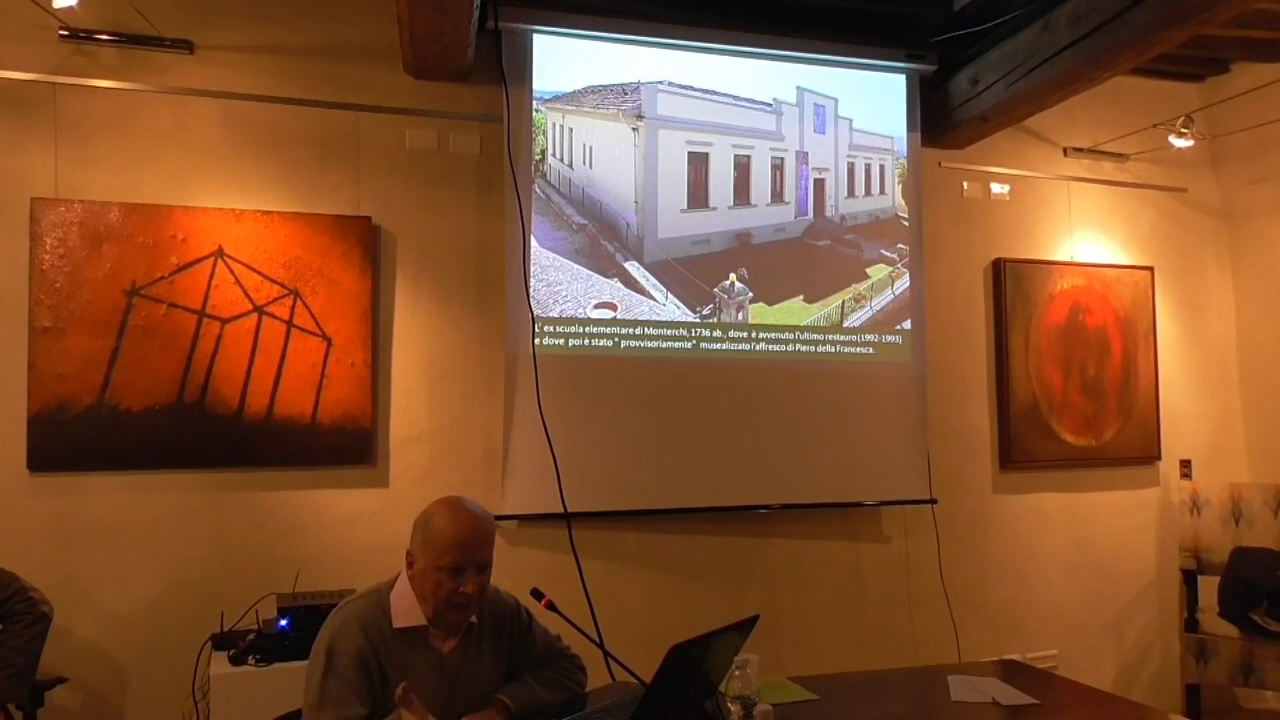 L' ex scuola elementare di Monterchi, 1736 ab., dove è avvenuto l'ultimo restauro (1992-1993)
e dove poi è stato " provvisoriamente" musealizzato l'affresco di Piero della Francesca.